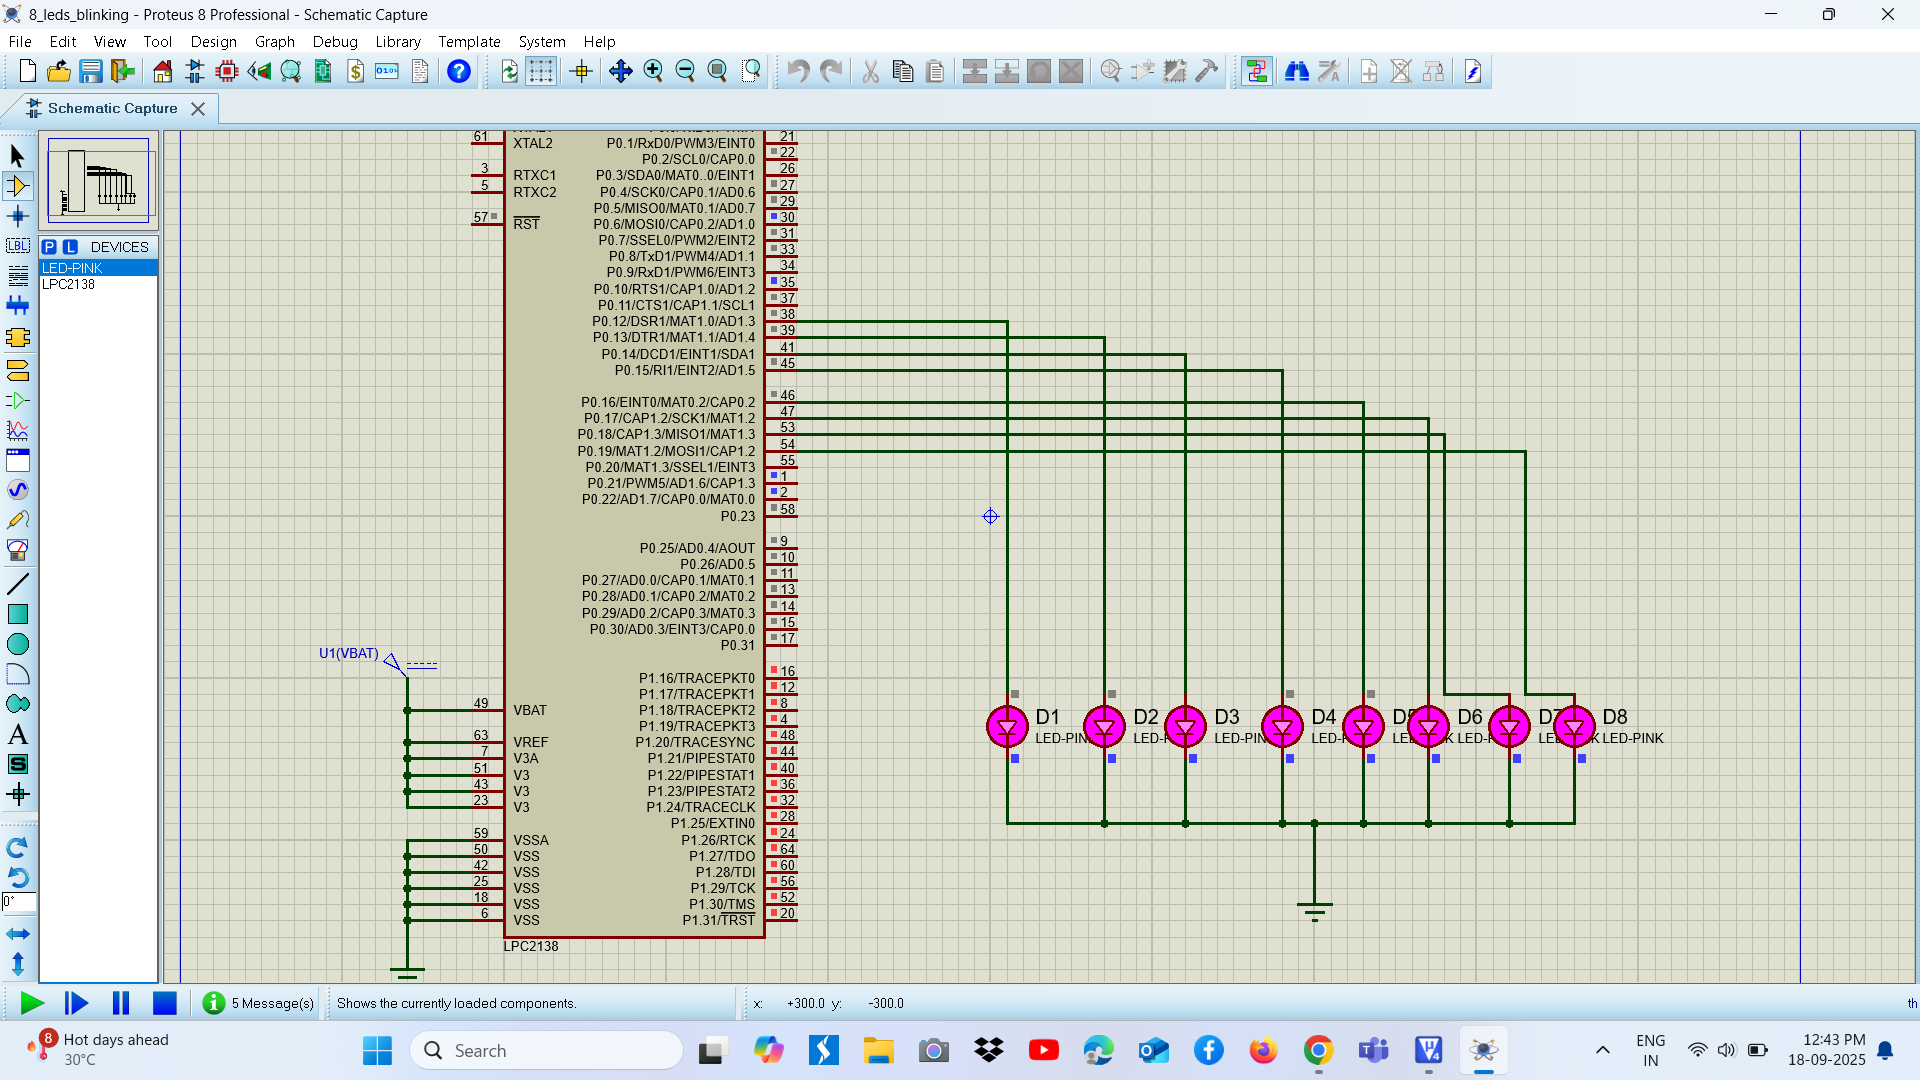 8_leds_blinking - Proteus 8 Professional - Schematic Capture
File Edit View Tool Design Graph Debug Library Template System Help
Schematic Capture
P L DEVICES
LED-PINK
LPC2138
61 XTAL2
3 RTXC1
5 RTXC2
57 RST
P0.1/RxD0/PWM3/EINT0 21
P0.2/SCL0/CAP0.0 22
P0.3/SDA0/MAT0..0/EINT1 26
P0.4/SCK0/CAP0.1/AD0.6 27
P0.5/MISO0/MAT0.1/AD0.7 29
P0.6/MOSI0/CAP0.2/AD1.0 30
P0.7/SSEL0/PWM2/EINT2 31
P0.8/TxD1/PWM4/AD1.1 33
P0.9/RxD1/PWM6/EINT3 34
P0.10/RTS1/CAP1.0/AD1.2 35
P0.11/CTS1/CAP1.1/SCL1 37
P0.12/DSR1/MAT1.0/AD1.3 38
P0.13/DTR1/MAT1.1/AD1.4 39
P0.14/DCD1/EINT1/SDA1 41
P0.15/RI1/EINT2/AD1.5 45
P0.16/EINT0/MAT0.2/CAP0.2 46
P0.17/CAP1.2/SCK1/MAT1.2 47
P0.18/CAP1.3/MISO1/MAT1.3 53
P0.19/MAT1.2/MOSI1/CAP1.2 54
P0.20/MAT1.3/SSEL1/EINT3 55
P0.21/PWM5/AD1.6/CAP1.3 1
P0.22/AD1.7/CAP0.0/MAT0.0 2
P0.23 58
P0.25/AD0.4/AOUT 9
P0.26/AD0.5 10
P0.27/AD0.0/CAP0.1/MAT0.1 11
P0.28/AD0.1/CAP0.2/MAT0.2 13
P0.29/AD0.2/CAP0.3/MAT0.3 14
P0.30/AD0.3/EINT3/CAP0.0 15
P0.31 17
U1(VBAT)
P1.16/TRACEPKT0 16
P1.17/TRACEPKT1 12
49 VBAT P1.18/TRACEPKT2 8
P1.19/TRACEPKT3 4
63 VREF P1.20/TRACESYNC 48
7 V3A P1.21/PIPESTAT0 44
51 V3 P1.22/PIPESTAT1 40
43 V3 P1.23/PIPESTAT2 36
23 V3 P1.24/TRACECLK 32
P1.25/EXTIN0 28
59 VSSA P1.26/RTCK 24
50 VSS P1.27/TDO 64
42 VSS P1.28/TDI 60
25 VSS P1.29/TCK 56
18 VSS P1.30/TMS 52
6 VSS P1.31/TRST 20
LPC2138
D1 D2 D3 D4 D5 D6 D7 D8
LED-PIN LED-P LED-PIN LED-P K LED-P LE K LED-PINK
0°
5 Message(s) Shows the currently loaded components. x: +300.0 y: -300.0 th
8 Hot days ahead
30°C
Search
ENG
IN
12:43 PM
18-09-2025